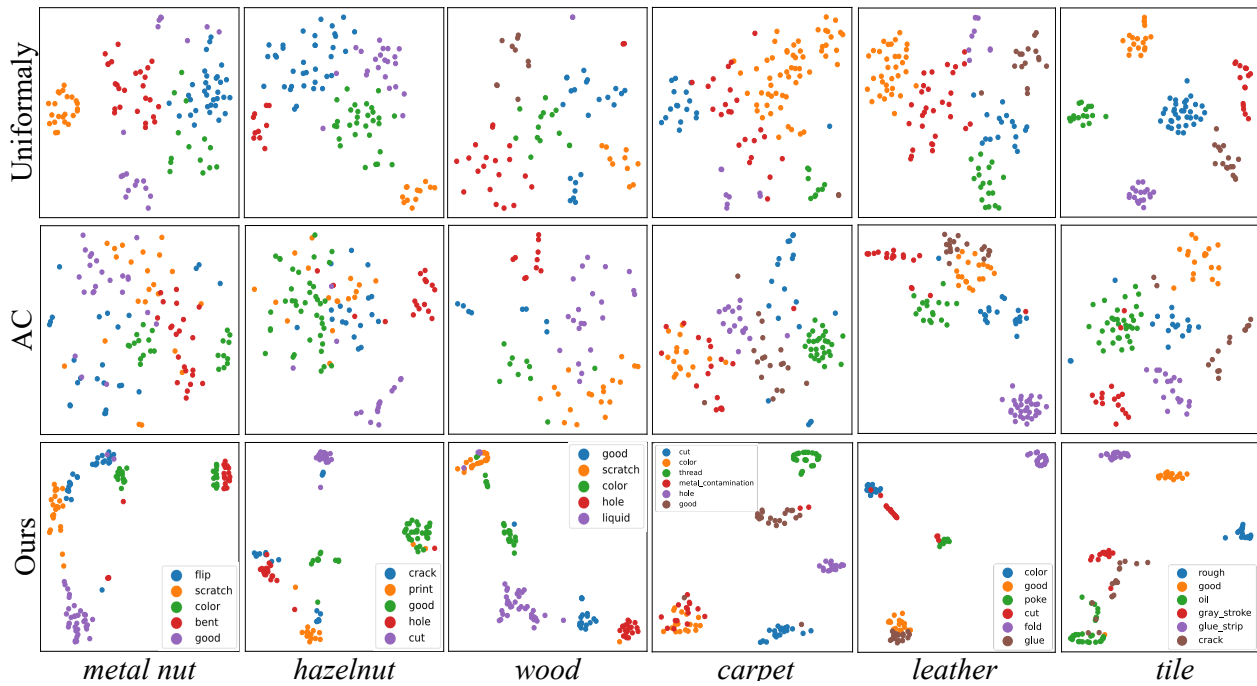 Uniformaly
AC
Ours
flip
scratch
color
bent
good
crack
print
good
hole
cut
good
scratch
color
hole
liquid
cut
color
thread
metal_contamination
hole
good
color
good
poke
cut
fold
glue
rough
good
oil
gray_stroke
glue_strip
crack
metal nut
hazelnut
wood
carpet
leather
tile